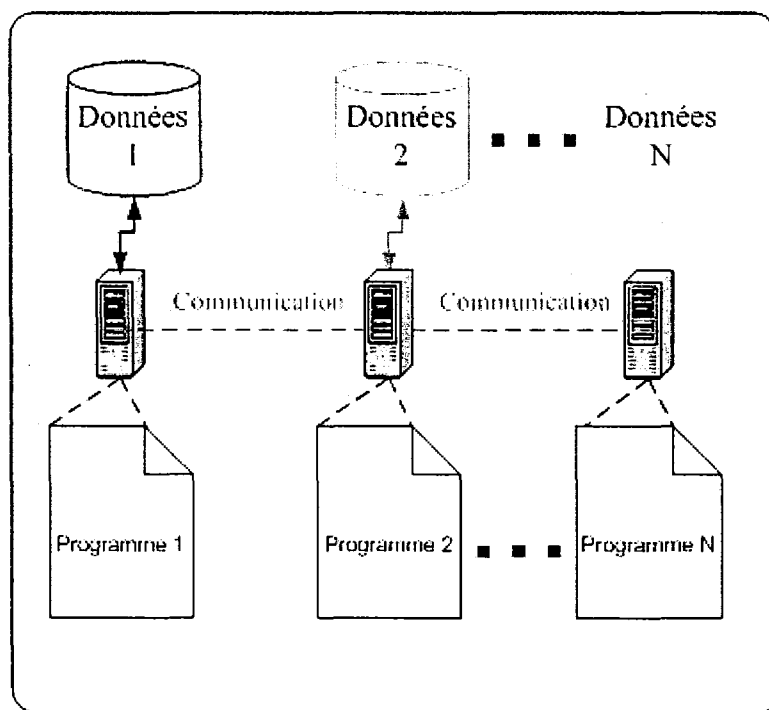 Données
1
Données
2
Données
N
Communication
Communication
Programme 1
Programme 2
Programme N